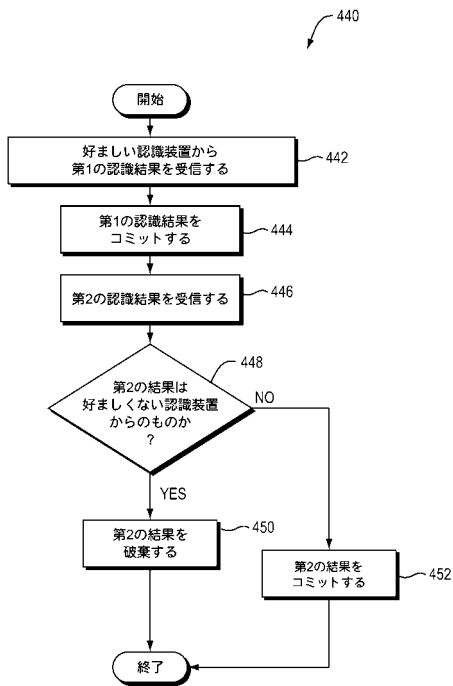 440
開始
好ましい認識装置から
第1の認識結果を受信する
442
第1の認識結果を
コミットする
444
第2の認識結果を受信する
446
448
第2の結果は
好ましくない認識装置
からのものか
?
NO
YES
第2の結果を
破棄する
450
第2の結果を
コミットする
452
終了